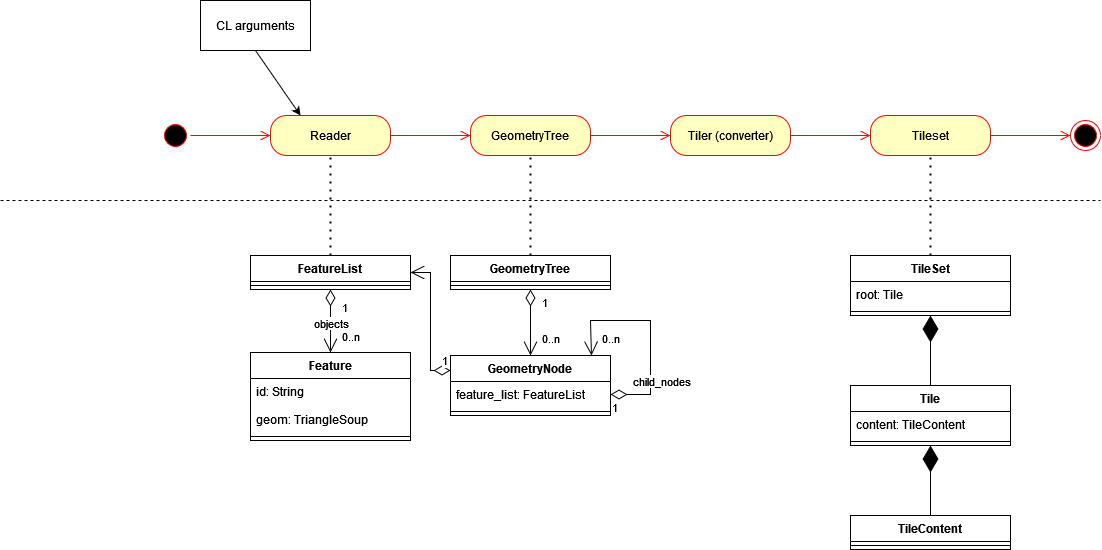 CL arguments
Reader
GeometryTree
Tiler (converter)
Tileset
FeatureList
GeometryTree
TileSet
root: Tile
1
1
objects
0..n
0..n
0..n
Feature
id: String
geom: TriangleSoup
1
GeometryNode
feature_list: FeatureList
child_nodes
1
Tile
content: TileContent
TileContent